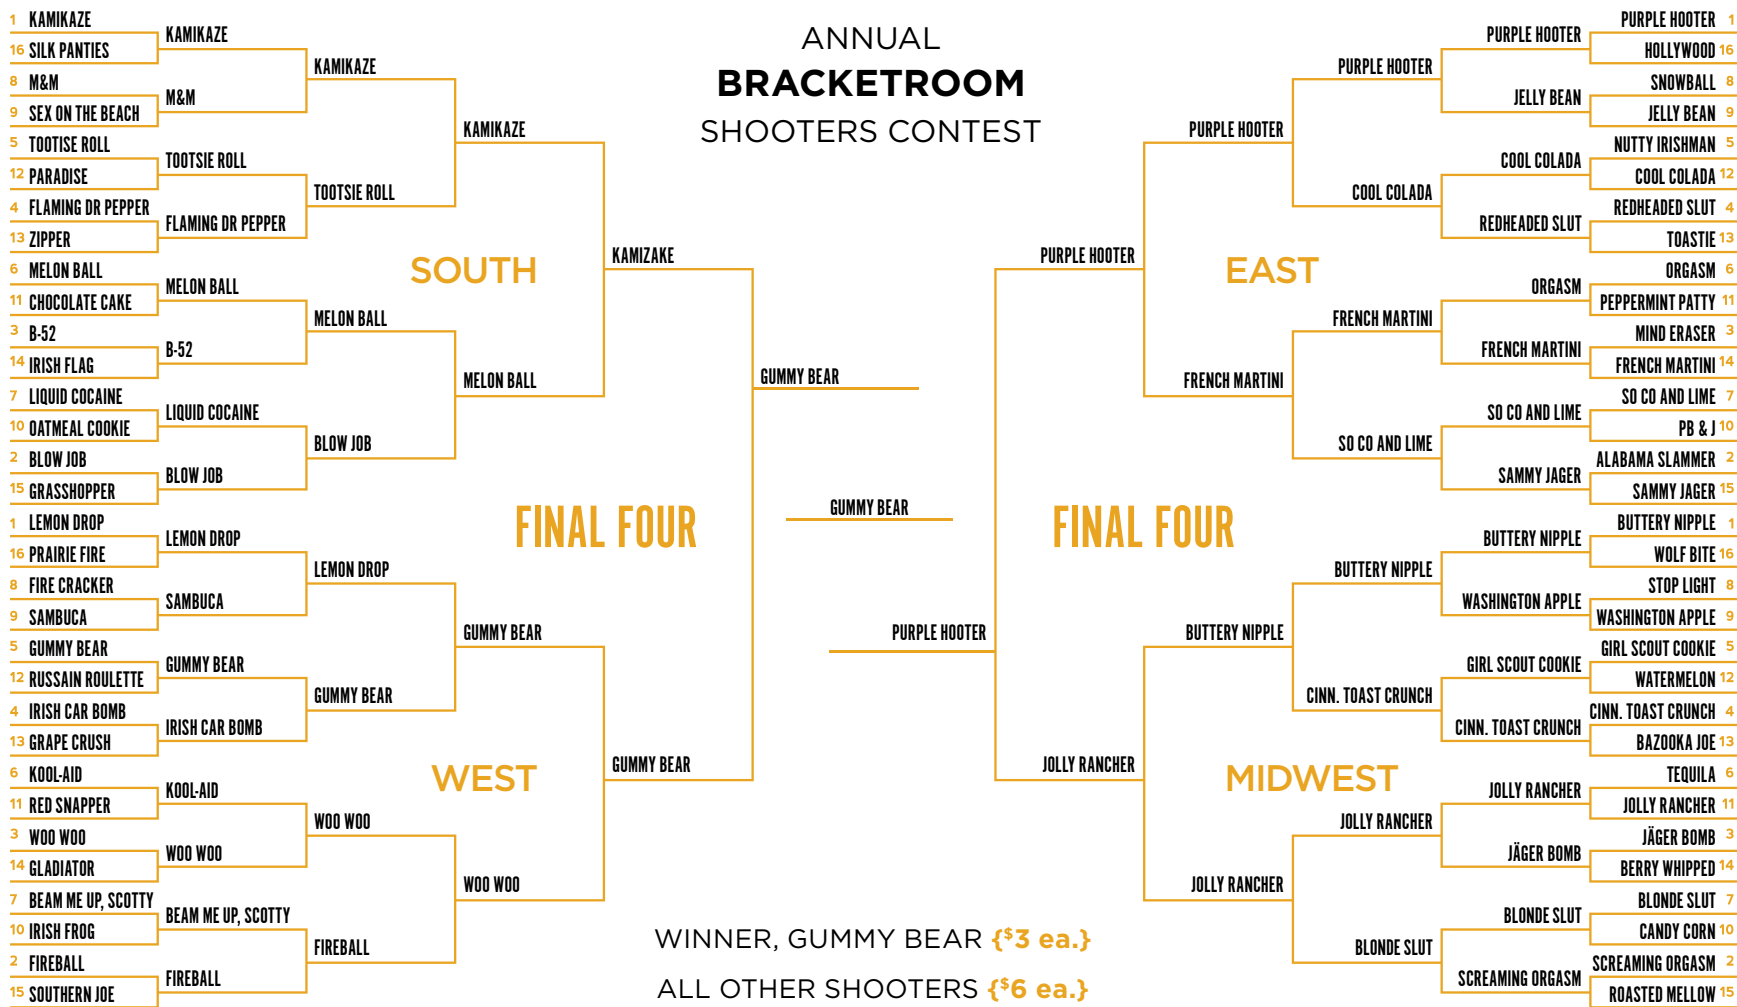 ANNUAL
BRACKETROOM
SHOOTERS CONTEST
1 KAMIKAZE
16 SILK PANTIES
8 M&M
9 SEX ON THE BEACH
5 TOOTISE ROLL
12 PARADISE
4 FLAMING DR PEPPER
13 ZIPPER
6 MELON BALL
11 CHOCOLATE CAKE
3 B-52
14 IRISH FLAG
7 LIQUID COCAINE
10 OATMEAL COOKIE
2 BLOW JOB
15 GRASSHOPPER
1 LEMON DROP
16 PRAIRIE FIRE
8 FIRE CRACKER
9 SAMBUCA
5 GUMMY BEAR
12 RUSSAIN ROULETTE
4 IRISH CAR BOMB
13 GRAPE CRUSH
6 KOOL-AID
11 RED SNAPPER
3 WOO WOO
14 GLADIATOR
7 BEAM ME UP, SCOTTY
10 IRISH FROG
2 FIREBALL
15 SOUTHERN JOE
KAMIKAZE
M&M
TOOTSIE ROLL
FLAMING DR PEPPER
MELON BALL
B-52
LIQUID COCAINE
BLOW JOB
LEMON DROP
SAMBUCA
GUMMY BEAR
IRISH CAR BOMB
KOOL-AID
WOO WOO
BEAM ME UP, SCOTTY
FIREBALL
KAMIKAZE
TOOTSIE ROLL
MELON BALL
BLOW JOB
LEMON DROP
GUMMY BEAR
WOO WOO
FIREBALL
KAMIKAZE
MELON BALL
GUMMY BEAR
WOO WOO
SOUTH
WEST
KAMIZAKE
GUMMY BEAR
FINAL FOUR
GUMMY BEAR
GUMMY BEAR
PURPLE HOOTER
FINAL FOUR
PURPLE HOOTER
JOLLY RANCHER
EAST
MIDWEST
PURPLE HOOTER
FRENCH MARTINI
BUTTERY NIPPLE
JOLLY RANCHER
PURPLE HOOTER
COOL COLADA
FRENCH MARTINI
SO CO AND LIME
BUTTERY NIPPLE
CINN. TOAST CRUNCH
JOLLY RANCHER
BLONDE SLUT
PURPLE HOOTER
JELLY BEAN
COOL COLADA
REDHEADED SLUT
ORGASM
FRENCH MARTINI
SO CO AND LIME
SAMMY JAGER
BUTTERY NIPPLE
WASHINGTON APPLE
GIRL SCOUT COOKIE
CINN. TOAST CRUNCH
JOLLY RANCHER
JÄGER BOMB
BLONDE SLUT
SCREAMING ORGASM
PURPLE HOOTER 1
HOLLYWOOD 16
SNOWBALL 8
JELLY BEAN 9
NUTTY IRISHMAN 5
COOL COLADA 12
REDHEADED SLUT 4
TOASTIE 13
ORGASM 6
PEPPERMINT PATTY 11
MIND ERASER 3
FRENCH MARTINI 14
SO CO AND LIME 7
PB & J 10
ALABAMA SLAMMER 2
SAMMY JAGER 15
BUTTERY NIPPLE 1
WOLF BITE 16
STOP LIGHT 8
WASHINGTON APPLE 9
GIRL SCOUT COOKIE 5
WATERMELON 12
CINN. TOAST CRUNCH 4
BAZOOKA JOE 13
TEQUILA 6
JOLLY RANCHER 11
JÄGER BOMB 3
BERRY WHIPPED 14
BLONDE SLUT 7
CANDY CORN 10
SCREAMING ORGASM 2
ROASTED MELLOW 15
WINNER, GUMMY BEAR {$3 ea.}
ALL OTHER SHOOTERS {$6 ea.}